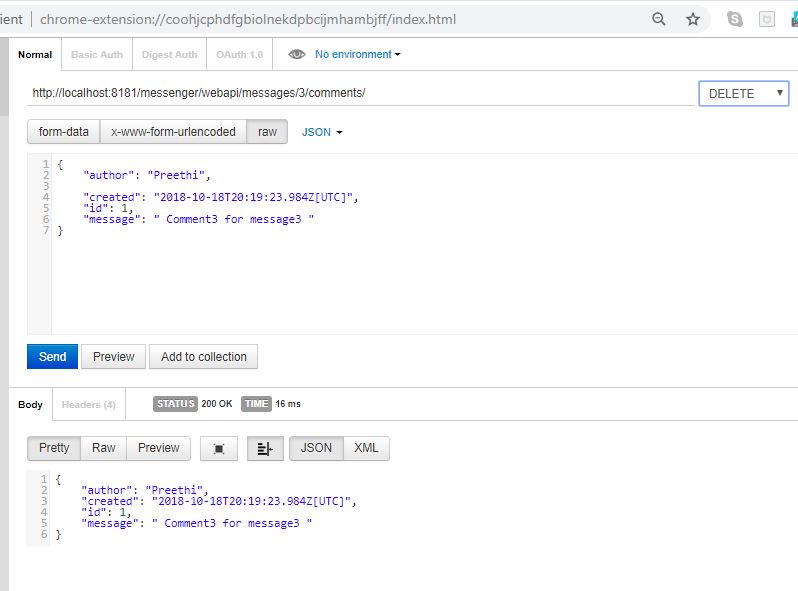 ient chrome-extension://coohjcphdfgbiolnekdpbcijmhambjff/index.html
Normal Basic Auth Digest Auth OAuth 1.0 No environment
http://localhost:8181/messenger/webapi/messages/3/comments/ DELETE
form-data x-www-form-urlencoded raw JSON
1 {
2 "author": "Preethi",
3
4 "created": "2018-10-18T20:19:23.984Z[UTC]",
5 "id": 1,
6 "message": " Comment3 for message3 "
7 }
Send Preview Add to collection
Body Headers (4) STATUS 200 OK TIME 16 ms
Pretty Raw Preview JSON XML
1 {
2 "author": "Preethi",
3 "created": "2018-10-18T20:19:23.984Z[UTC]",
4 "id": 1,
5 "message": " Comment3 for message3 "
6 }